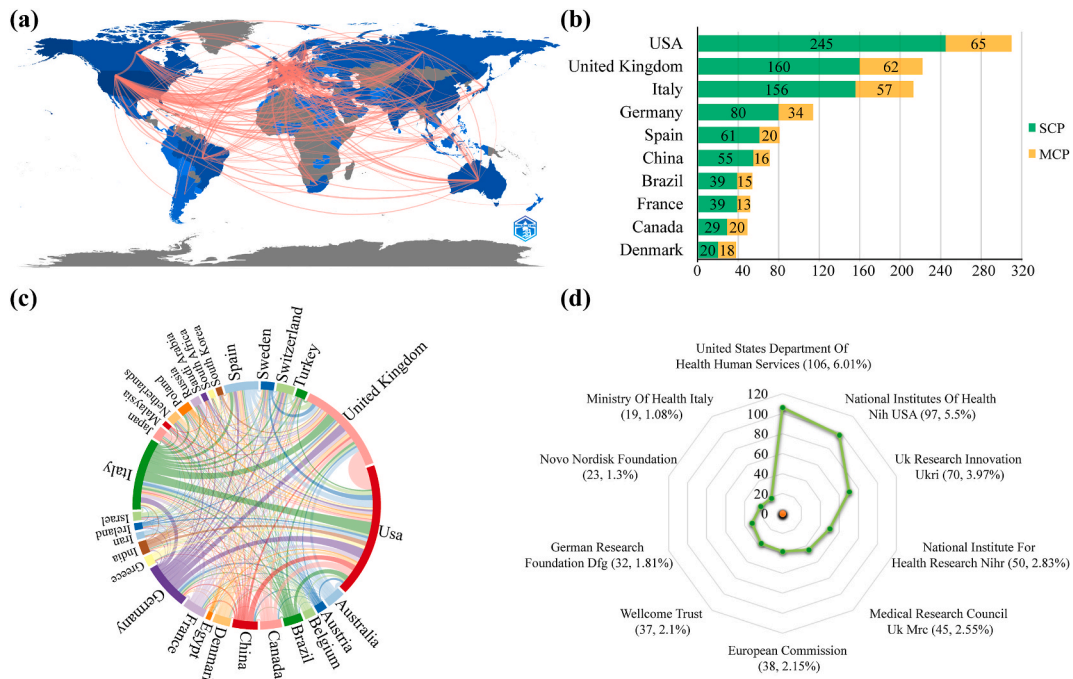 (a)
(b)
USA
245
65
United Kingdom
160
62
Italy
156
57
Germany
80
34
Spain
61
20
China
55
16
Brazil
39
15
France
39
13
Canada
29
20
Denmark
20
18
0 40 80 120 160 200 240 280 320
SCP
MCP
(c)
United Kingdom
Usa
Australia
Austria
Belgium
Brazil
Canada
China
Denmar
Egypt
France
Germany
Greece
India
Iran
Ireland
Israel
Italy
Japan
Malaysia
Netherlands
Poland
Russia
Saudi Arabia
South Africa
South Korea
Spain
Sweden
Switzerland
Turkey
(d)
United States Department Of
Health Human Services (106, 6.01%)
National Institutes Of Health
Nih USA (97, 5.5%)
Uk Research Innovation
Ukri (70, 3.97%)
National Institute For
Health Research Nihr (50, 2.83%)
Medical Research Council
Uk Mrc (45, 2.55%)
European Commission
(38, 2.15%)
Wellcome Trust
(37, 2.1%)
German Research
Foundation Dfg (32, 1.81%)
Novo Nordisk Foundation
(23, 1.3%)
Ministry Of Health Italy
(19, 1.08%)
120
100
80
60
40
20
0